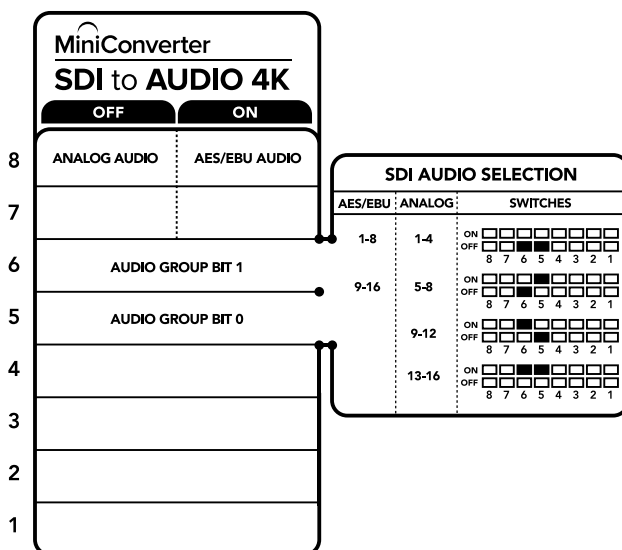 MiniConverter
SDI to AUDIO 4K
OFF ON
8 ANALOG AUDIO AES/EBU AUDIO
7
6 AUDIO GROUP BIT 1
5 AUDIO GROUP BIT 0
4
3
2
1
SDI AUDIO SELECTION
AES/EBU ANALOG SWITCHES
1-8 1-4 ON
OFF
8 7 6 5 4 3 2 1
9-16 5-8 ON
OFF
8 7 6 5 4 3 2 1
9-12 ON
OFF
8 7 6 5 4 3 2 1
13-16 ON
OFF
8 7 6 5 4 3 2 1